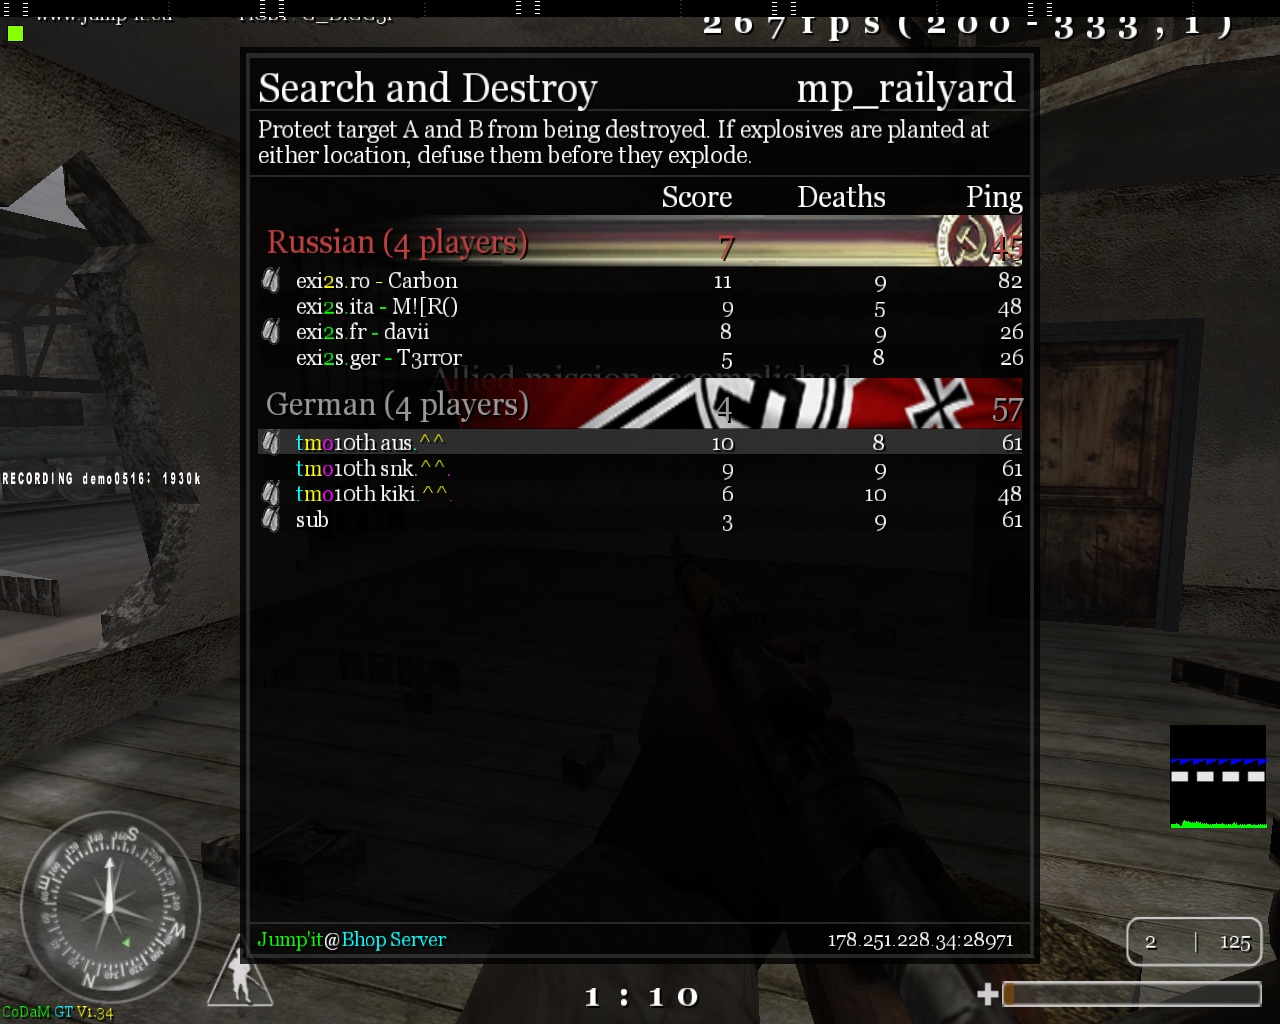 267fps(200-333,1)
Search and Destroy mp_railyard
Protect target A and B from being destroyed. If explosives are planted at
either location, defuse them before they explode.
Score Deaths Ping
Russian (4 players) 7 45
exi2s.ro - Carbon 11 9 82
exi2s.ita - M![R() 9 5 48
exi2s.fr - davii 8 9 26
exi2s.ger - T3rror 5 8 26
Allied mission accomplished
German (4 players) 4 57
tmo10th aus.^^ 10 8 61
tmo10th snk.^^. 9 9 61
RECORDING demo0516: 1930k
tmo10th kiki.^^. 6 10 48
sub 3 9 61
Jump'it@Bhop Server 178.251.228.34:28971
2 | 125
1:10
CoDaM GT V1.34